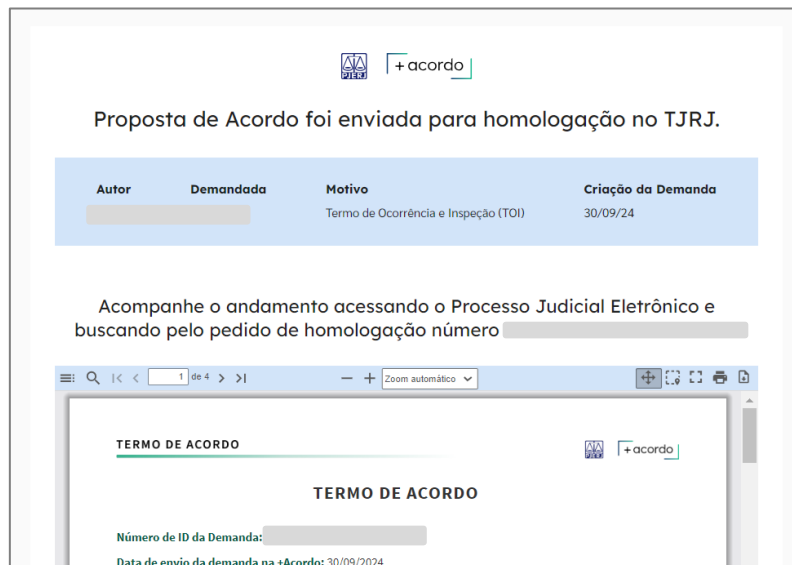 PJERJ
+ acordo
Proposta de Acordo foi enviada para homologação no TJRJ.
Autor Demandada Motivo Criação da Demanda
Termo de Ocorrência e Inspeção (TOI) 30/09/24
Acompanhe o andamento acessando o Processo Judicial Eletrônico e
buscando pelo pedido de homologação número
1 de 4 Zoom automático
TERMO DE ACORDO
PJERJ
+acordo
TERMO DE ACORDO
Número de ID da Demanda:
Data de envio da demanda na +Acordo: 30/09/2024